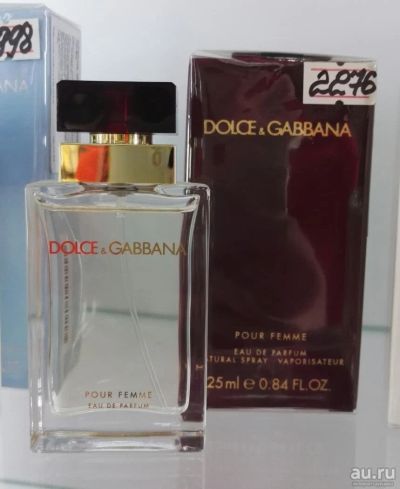 998
ANA
2276
DOLCE & GABBANA
POUR FEMME
EAU DE PARFUM
NATURAL SPRAY VAPORISATEUR
25ml e 0.84 FL.OZ.
DOLCE & GABBANA
POUR FEMME
EAU DE PARFUM
au.ru